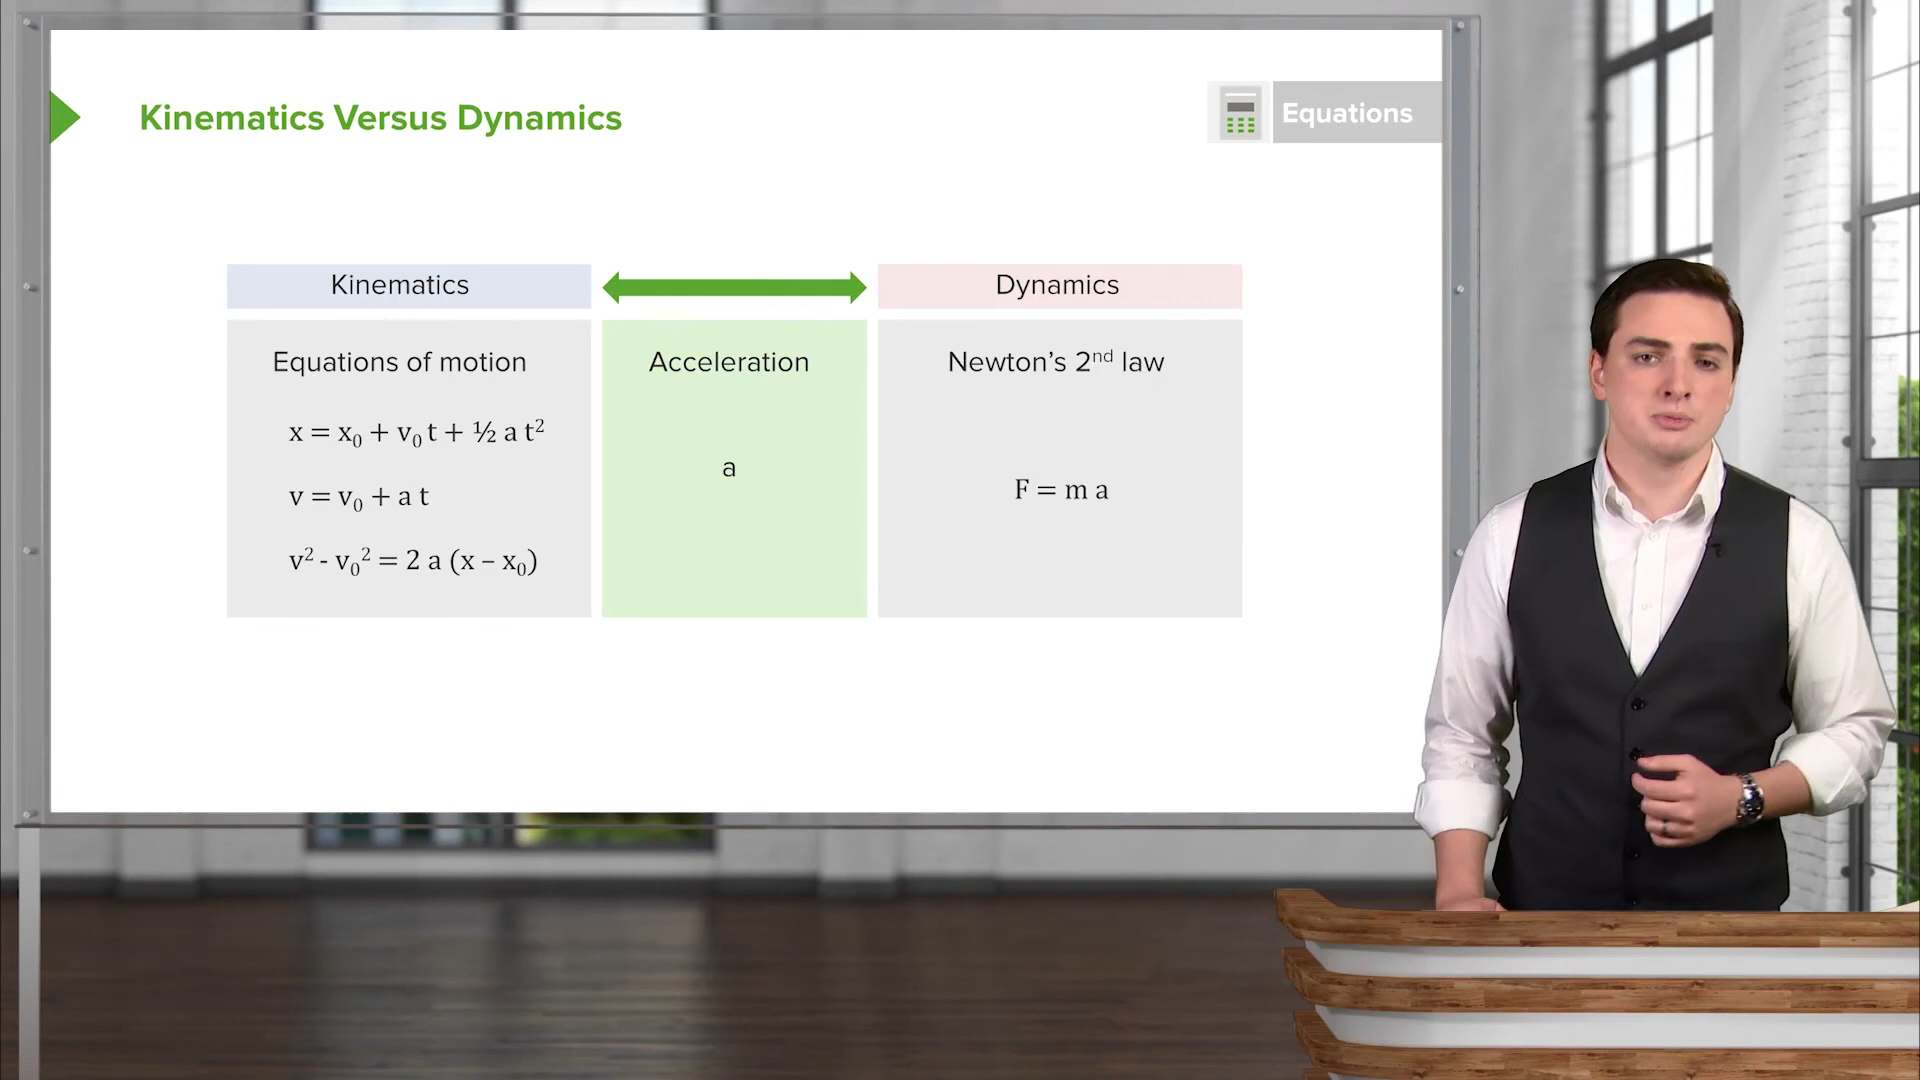 Kinematics Versus Dynamics
Equations
Kinematics
Dynamics
Equations of motion
x = x₀ + v₀ t + ½ a t²
v = v₀ + a t
v² - v₀² = 2 a (x – x₀)
Acceleration
a
Newton’s 2ⁿᵈ law
F = m a